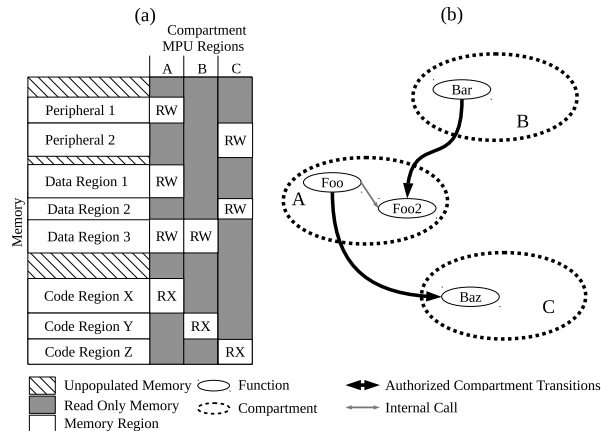 (a)
Compartment
MPU Regions
A B C
Peripheral 1 RW
Peripheral 2 RW
Data Region 1 RW
Data Region 2 RW
Data Region 3 RW RW
Code Region X RX
Code Region Y RX
Code Region Z RX
Memory
(b)
Bar
B
Foo
A
Foo2
Baz
C
Unpopulated Memory Function Authorized Compartment Transitions
Read Only Memory Compartment Internal Call
Memory Region